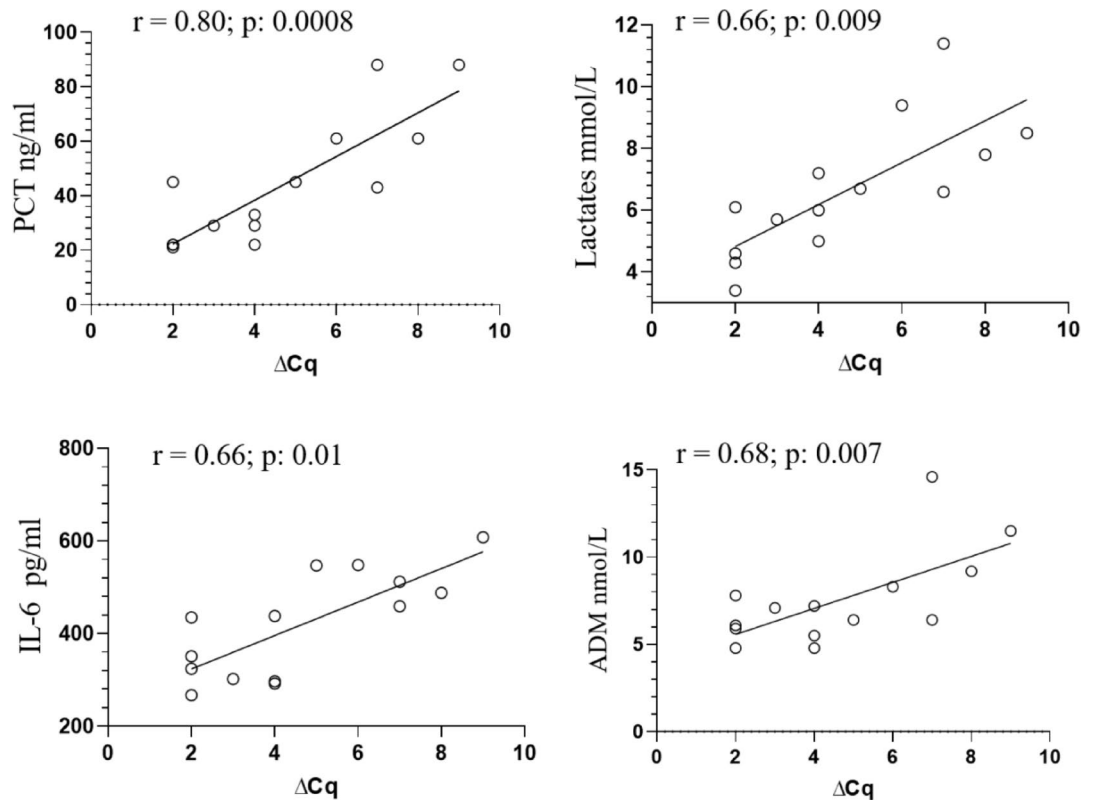 r = 0.80; p: 0.0008
PCT ng/ml
100
80
60
40
20
0
0 2 4 6 8 10
ΔCq
r = 0.66; p: 0.009
Lactates mmol/L
12
10
8
6
4
0 2 4 6 8 10
ΔCq
r = 0.66; p: 0.01
IL-6 pg/ml
800
600
400
200
0 2 4 6 8 10
ΔCq
r = 0.68; p: 0.007
ADM nmol/L
15
10
5
0
0 2 4 6 8 10
ΔCq